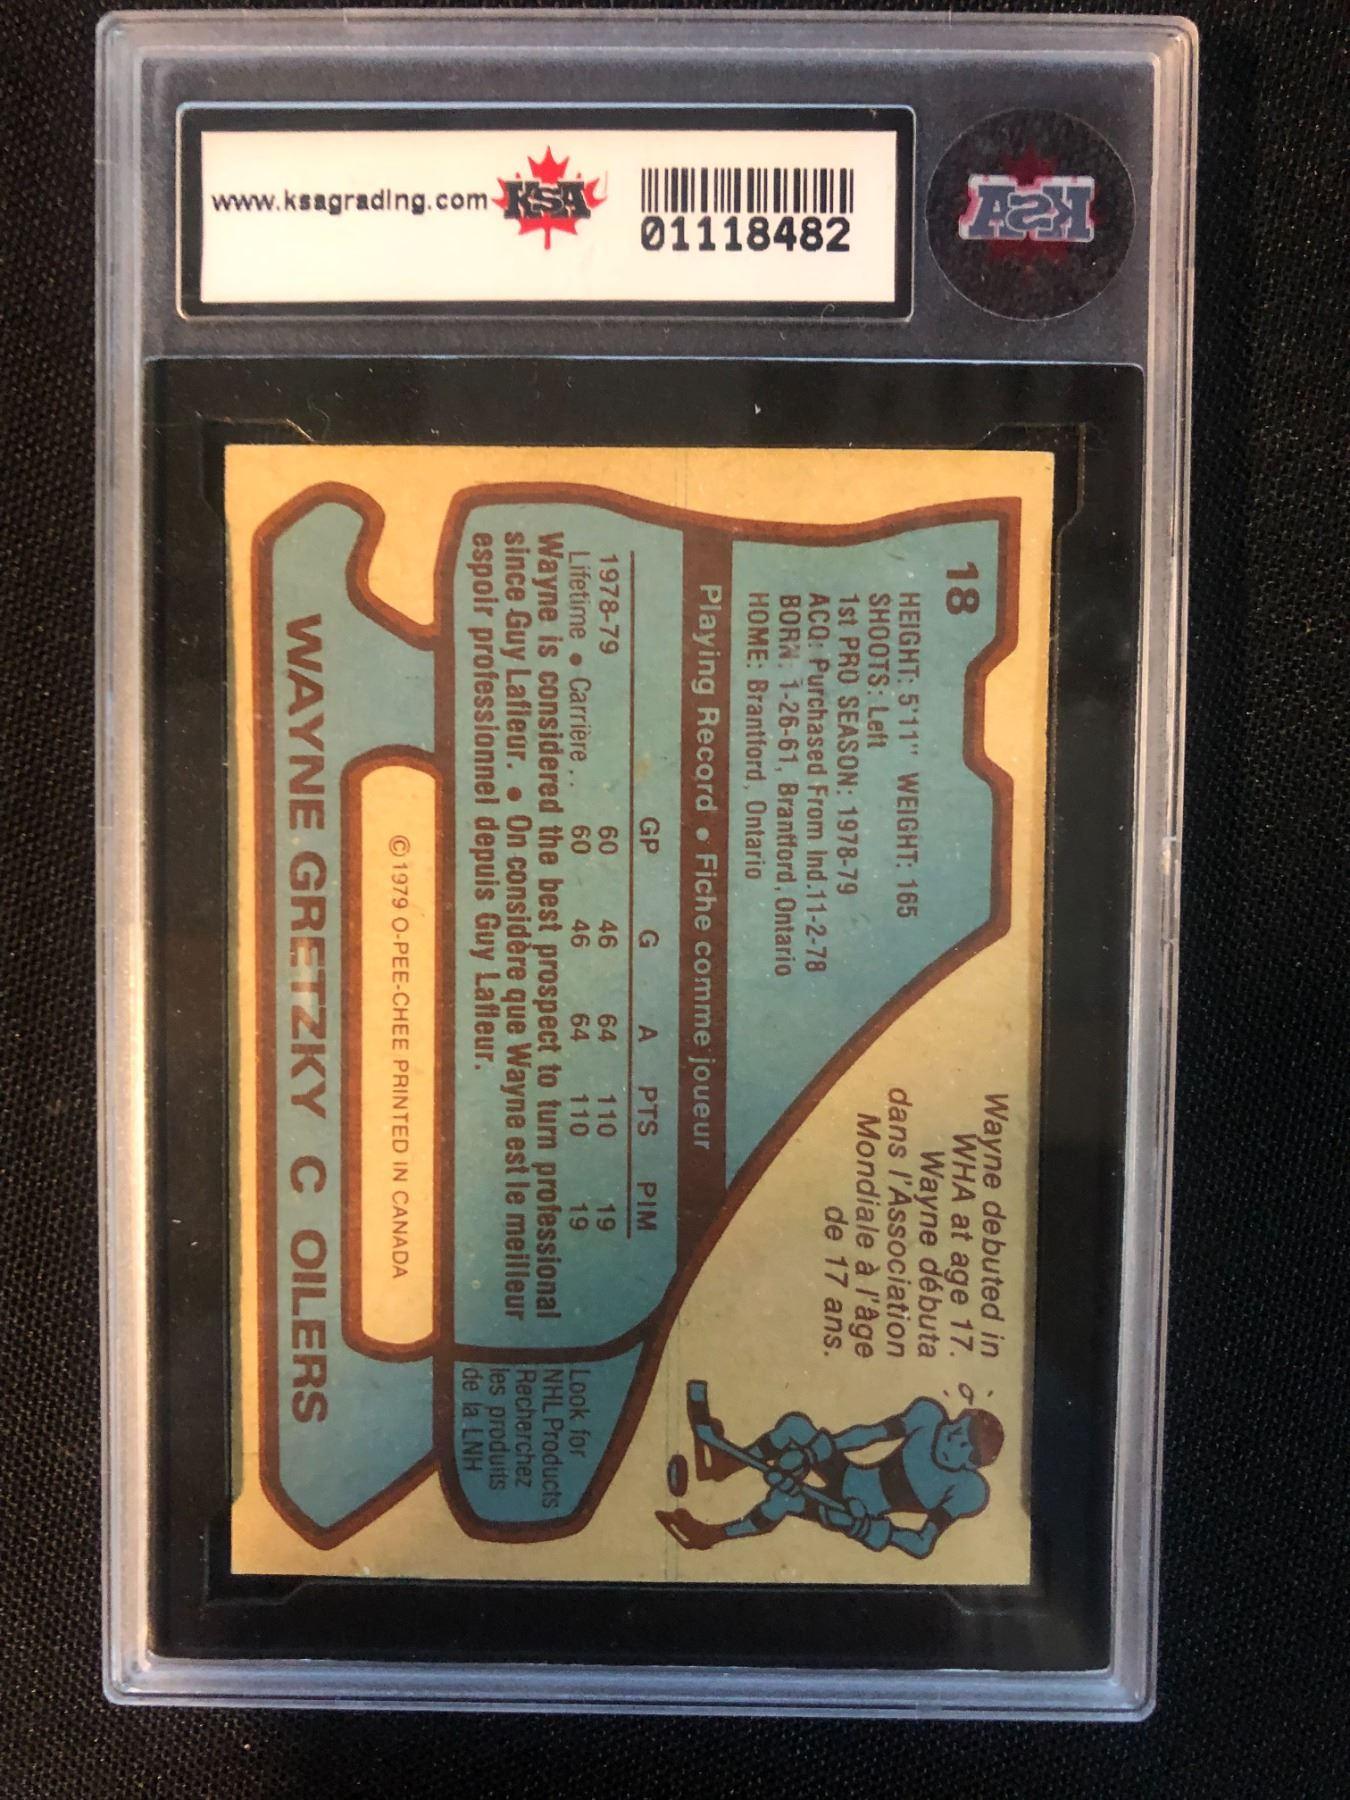 www.ksagrading.com
KSA
01118482
KSA
18
HEIGHT: 5'11" WEIGHT: 165
SHOOTS: Left
1st PRO SEASON: 1978-79
ACQ: Purchased From Ind.11-2-78
BORN: 1-26-61, Brantford, Ontario
HOME: Brantford, Ontario
Wayne debuted in
WHA at age 17.
Wayne débuta
dans l'Association
Mondiale à l'âge
de 17 ans.
Playing Record • Fiche comme joueur
GP G A PTS PIM
1978-79 60 46 64 110 19
Lifetime • Carrière .. 60 46 64 110 19
Wayne is considered the best prospect to turn professional
since Guy Lafleur. • On considère que Wayne est le meilleur
espoir professionnel depuis Guy Lafleur.
Look for
NHL Products
Recherchez
les produits
de la LNH
©1979 O-PEE-CHEE PRINTED IN CANADA
WAYNE GRETZKY C OILERS